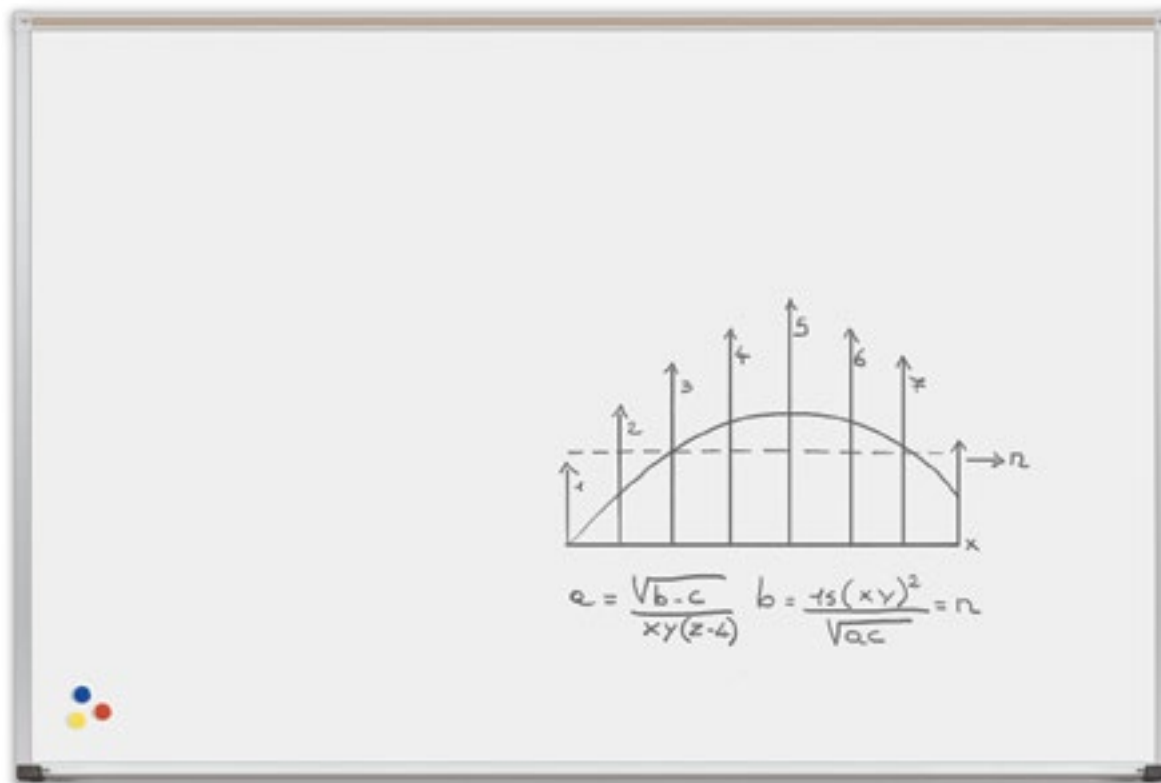 5
4
6
3
7
2
n
1
x
a = √(b-c) / xy(z-4)  b = 15(xy)² / √(ac) = n